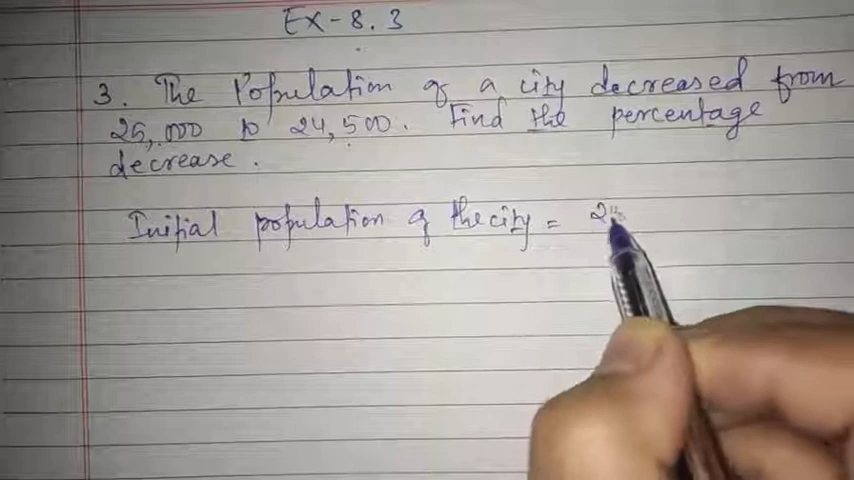 Ex-8.3
3. The Population of a city decreased from
25,000 to 24,500. Find the percentage
decrease.
Initial population of the city = 2